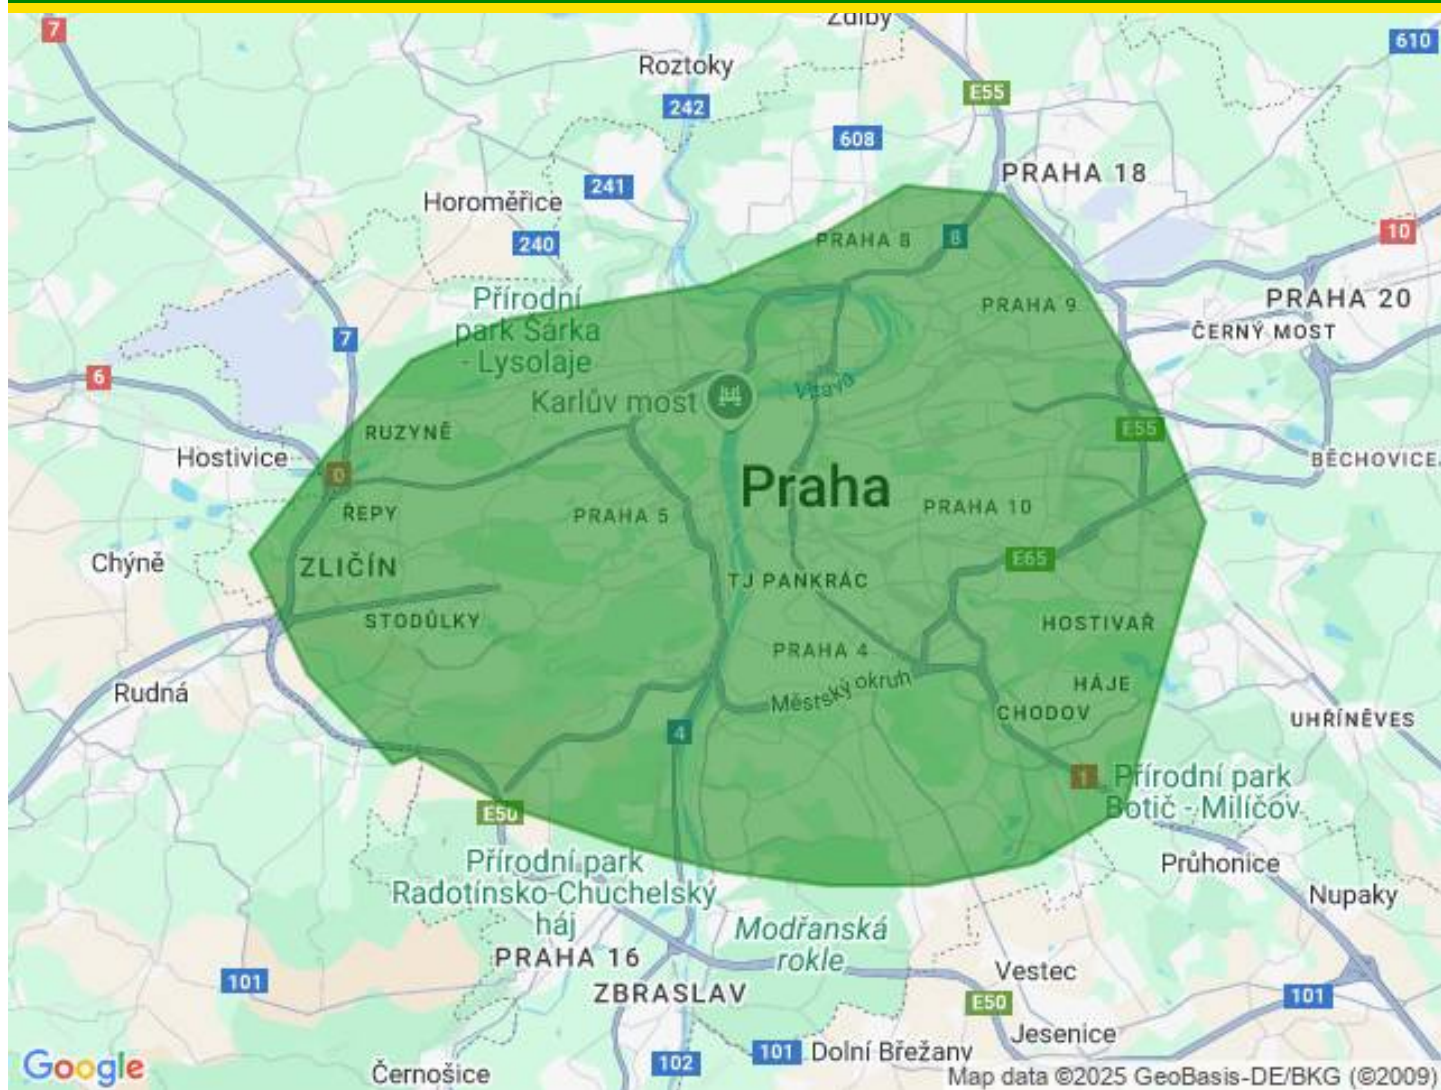 7
Zdiby
610
Roztoky
E55
242
608
PRAHA 18
241
Horoměřice
10
240
PRAHA 8
8
Přírodní
park Šárka
- Lysolaje
PRAHA 9
PRAHA 20
7
ČERNÝ MOST
6
Karlův most
Vltava
RUZYNĚ
E55
Hostivice
BĚCHOVICE
0
Praha
ŘEPY
PRAHA 5
PRAHA 10
Chýně
ZLIČÍN
E65
TJ PANKRÁC
STODŮLKY
HOSTIVAŘ
PRAHA 4
Rudná
Městský okruh
HÁJE
CHODOV
UHŘÍNĚVES
4
1
Přírodní park
Botič - Milíčov
E50
Přírodní park
Radotínsko-Chuchelský
háj
Průhonice
Nupaky
Modřanská
rokle
PRAHA 16
Vestec
101
ZBRASLAV
E50
101
Jesenice
Google
Černošice
102
101
Dolní Břežany
Map data ©2025 GeoBasis-DE/BKG (©2009)